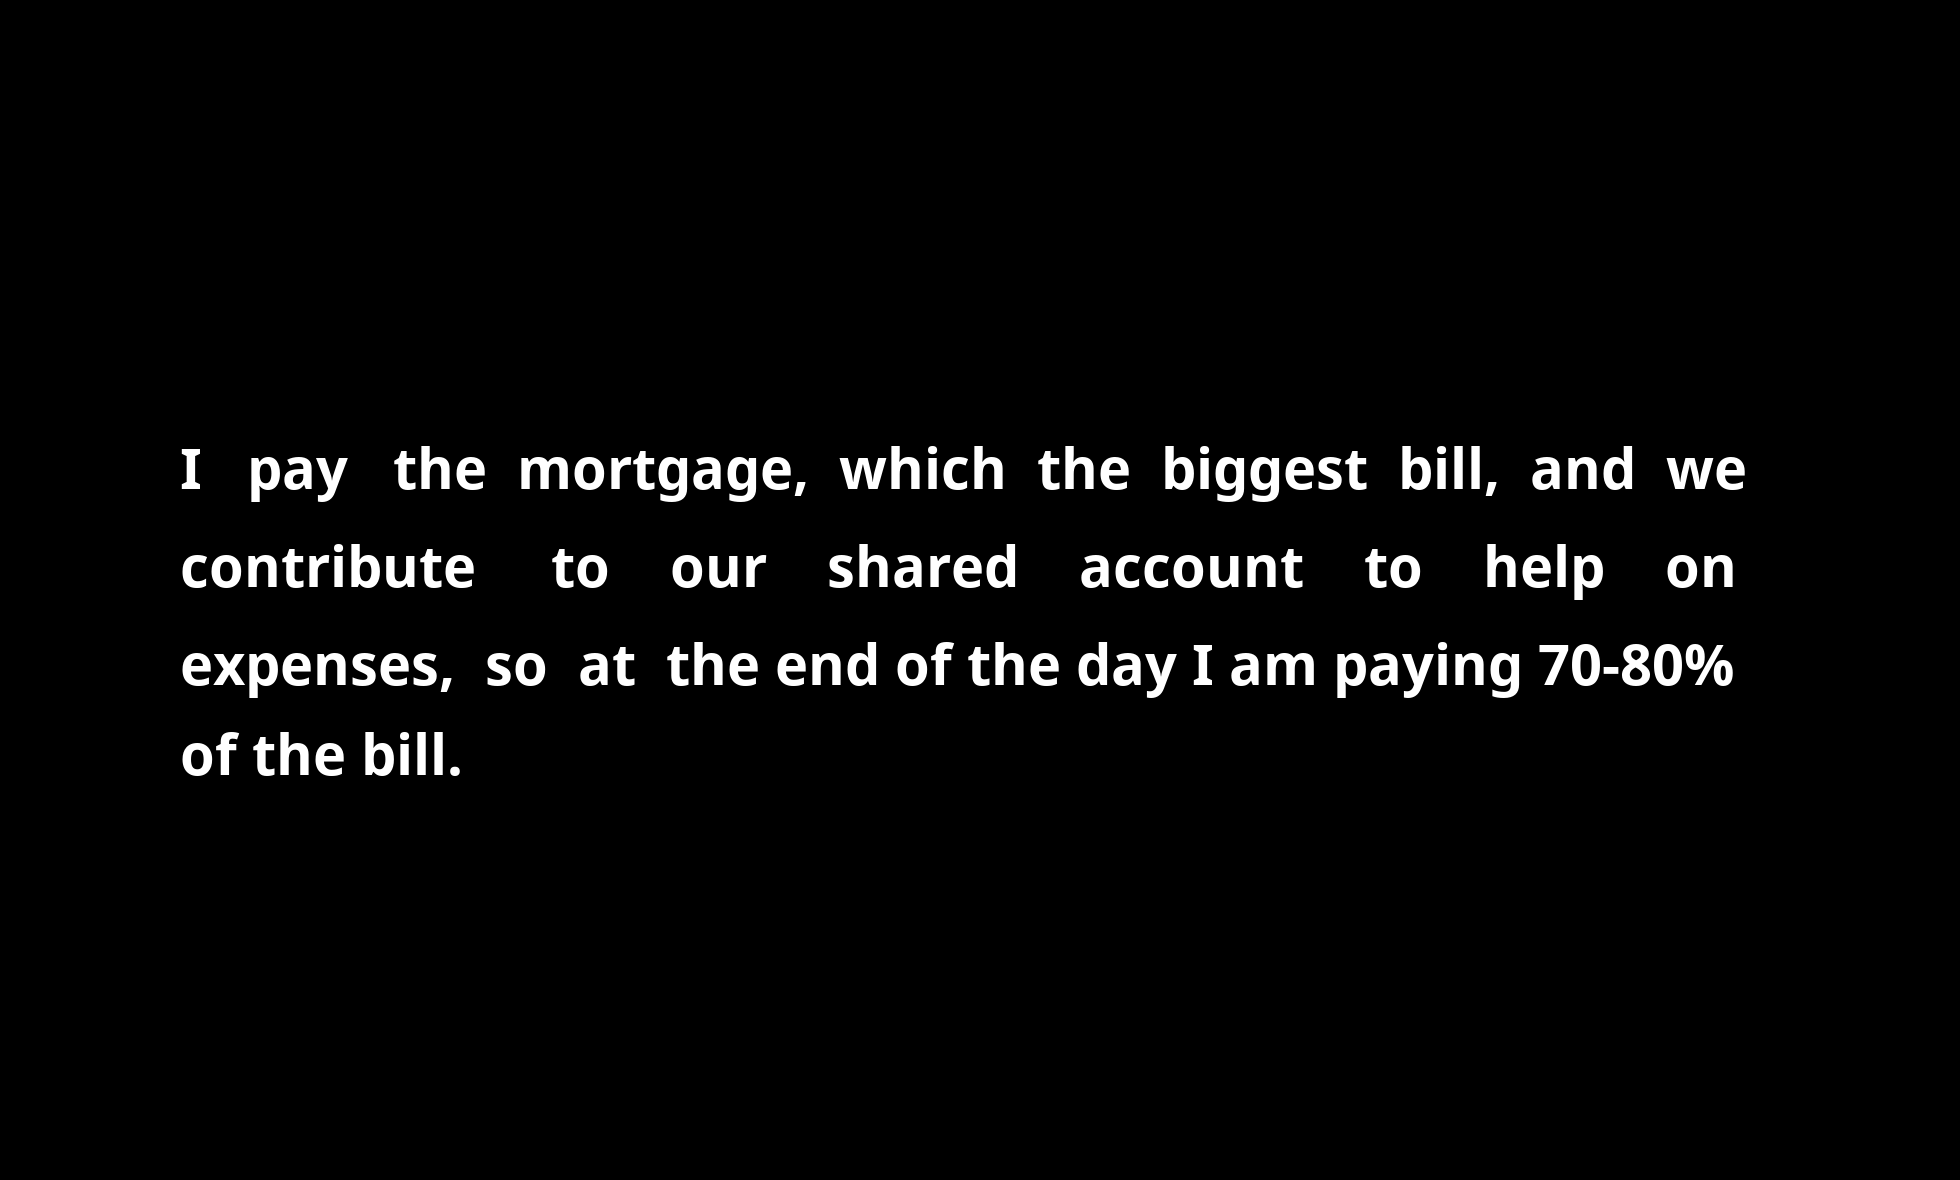 I pay the mortgage, which the biggest bill, and we
contribute to our shared account to help on
expenses, so at the end of the day I am paying 70-80%
of the bill.